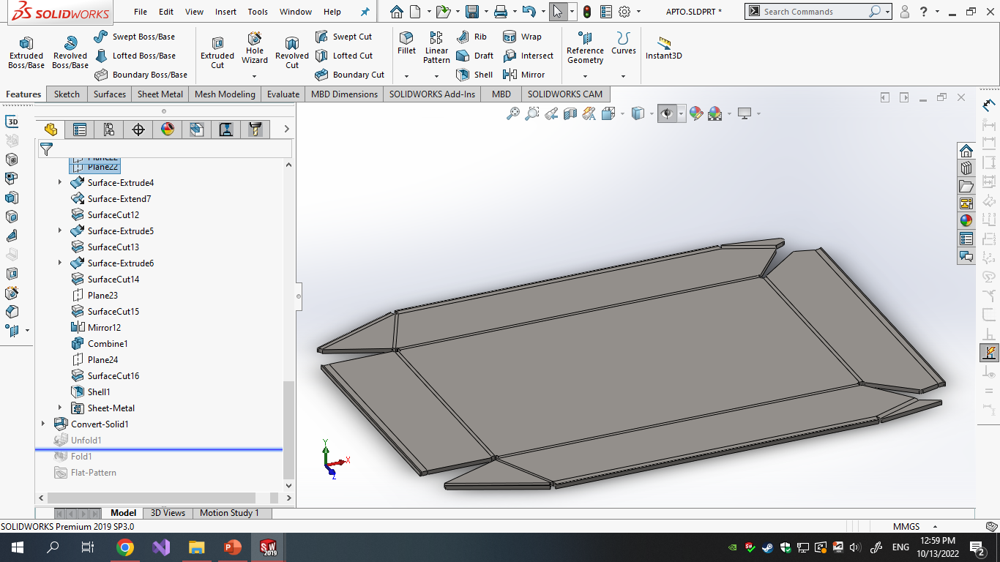 SOLIDWORKS File Edit View Insert Tools Window Help APTO.SLDPRT * Search Commands ?
Extruded Boss/Base
Revolved Boss/Base
Swept Boss/Base
Lofted Boss/Base
Boundary Boss/Base
Extruded Cut
Hole Wizard
Revolved Cut
Swept Cut
Lofted Cut
Boundary Cut
Fillet
Linear Pattern
Rib
Draft
Shell
Wrap
Intersect
Mirror
Reference Geometry
Curves
Instant3D
Features Sketch Surfaces Sheet Metal Mesh Modeling Evaluate MBD Dimensions SOLIDWORKS Add-Ins MBD SOLIDWORKS CAM
3D
Plane22
Plane22
Surface-Extrude4
Surface-Extend7
SurfaceCut12
Surface-Extrude5
SurfaceCut13
Surface-Extrude6
SurfaceCut14
Plane23
SurfaceCut15
Mirror12
Combine1
Plane24
SurfaceCut16
Shell1
Sheet-Metal
Convert-Solid1
Unfold1
Fold1
Flat-Pattern
Y
X
Z
Model 3D Views Motion Study 1
SOLIDWORKS Premium 2019 SP3.0 MMGS
SW 2019
ENG
12:59 PM
10/13/2022
2